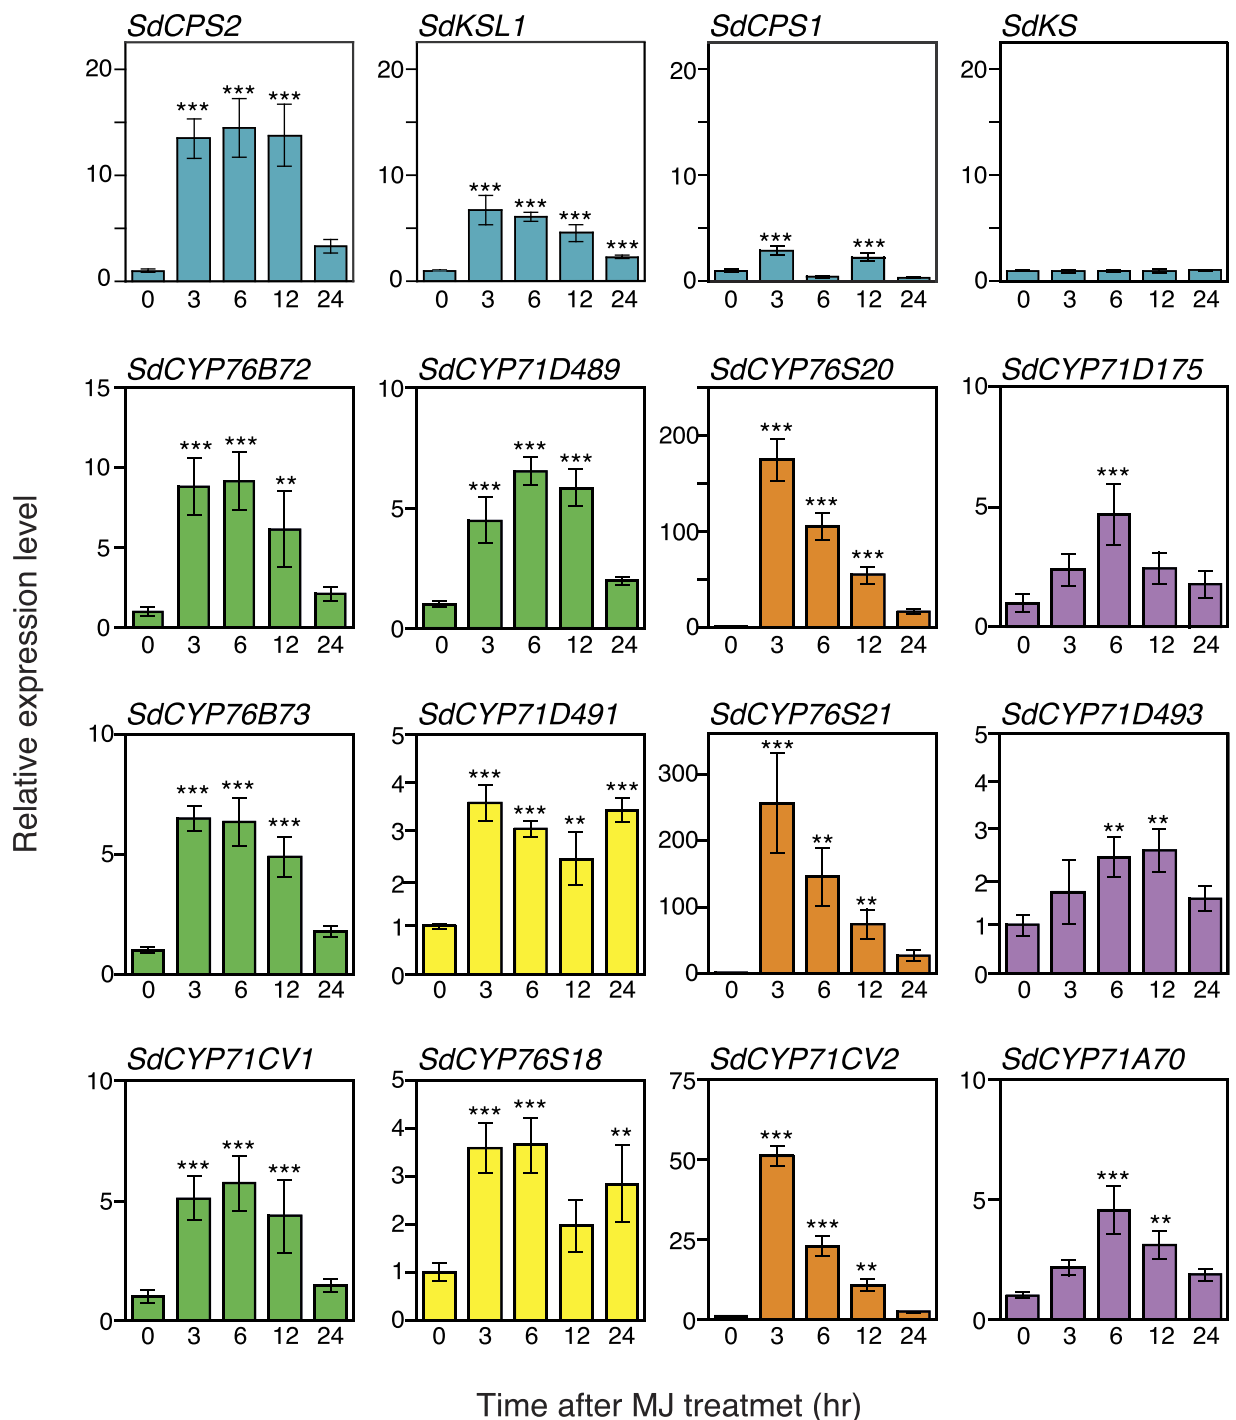 SdCPS2 SdKSL1 SdCPS1 SdKS
20 20 20 20
*** *** ***
*** *** *** ***
*** ***
10 10 10 10
0 0 0 0
0 3 6 12 24 0 3 6 12 24 0 3 6 12 24 0 3 6 12 24
SdCYP76B72 SdCYP71D489 SdCYP76S20 SdCYP71D175
15 10 200 10
*** *** **
*** *** ***
*** *** ***
***
10 5 100 5
5
0 0 0 0
0 3 6 12 24 0 3 6 12 24 0 3 6 12 24 0 3 6 12 24
Relative expression level
SdCYP76B73 SdCYP71D491 SdCYP76S21 SdCYP71D493
10 5 300 5
*** *** ***
*** *** ** ***
*** ** **
** **
5 4 200 4
3 100 3
2 2
1 1
0 0 0 0
0 3 6 12 24 0 3 6 12 24 0 3 6 12 24 0 3 6 12 24
SdCYP71CV1 SdCYP76S18 SdCYP71CV2 SdCYP71A70
10 5 75 10
*** *** ***
*** *** **
*** *** **
*** **
5 4 50 5
3 25
2
1
0 0 0 0
0 3 6 12 24 0 3 6 12 24 0 3 6 12 24 0 3 6 12 24
Time after MJ treatmet (hr)